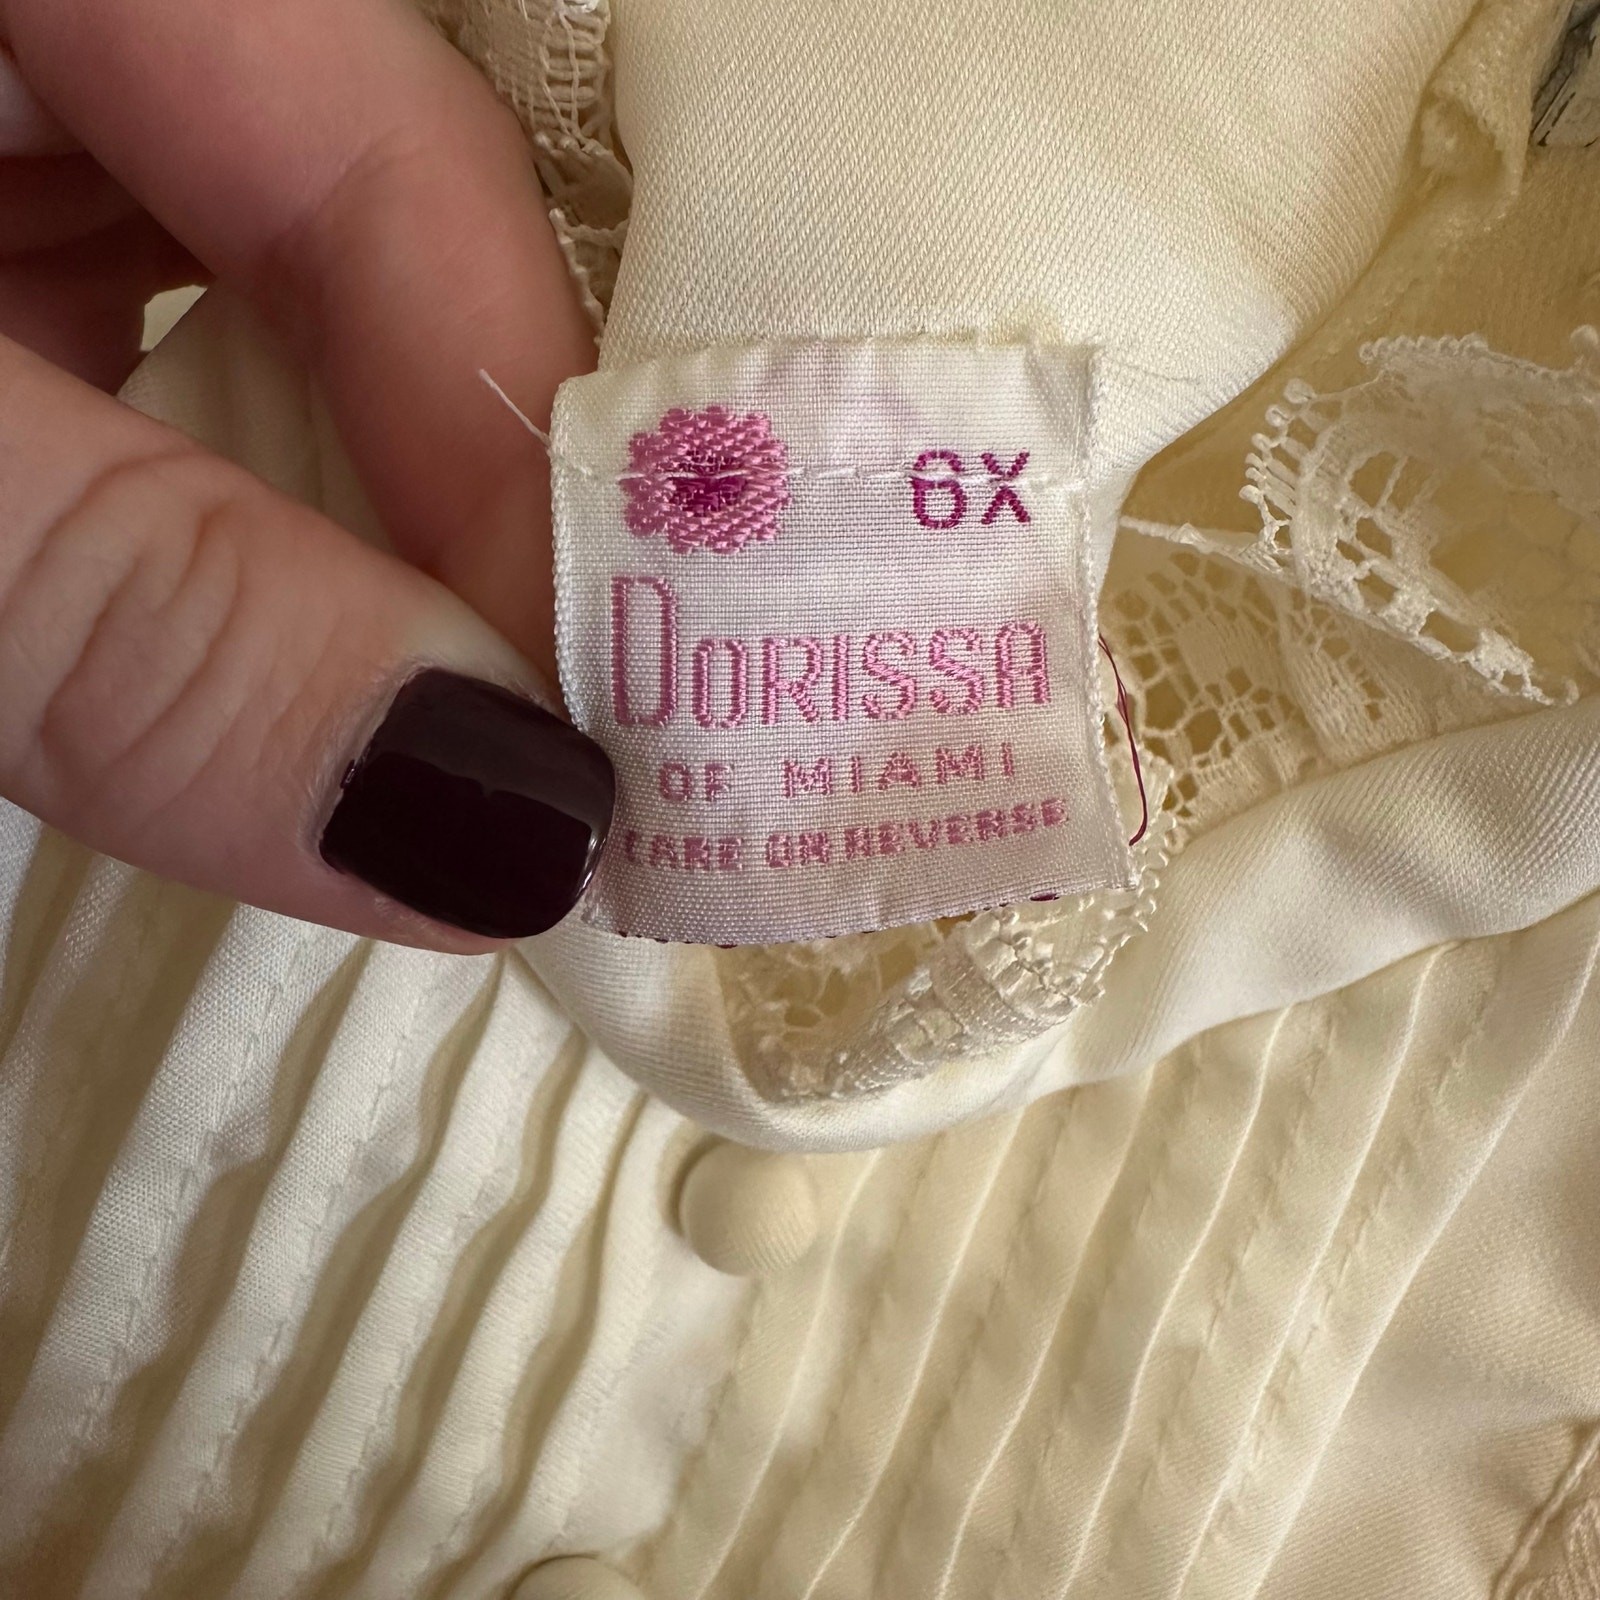 6X
DORISSA
OF MIAMI
CARE ON REVERSE